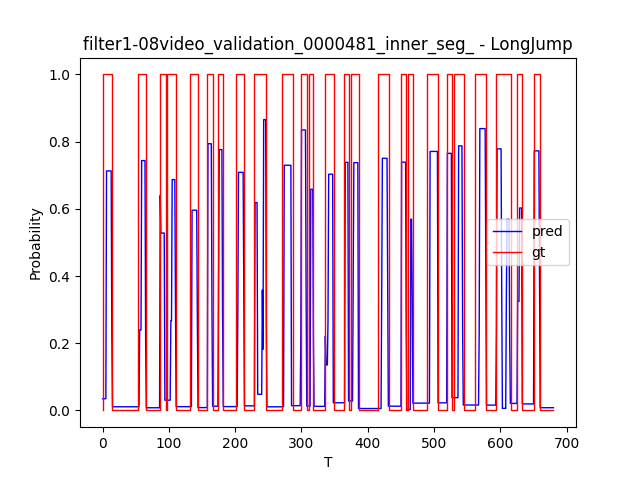 filter1-08video_validation_0000481_inner_seg_ - LongJump
1.0
0.8
0.6
0.4
0.2
0.0
Probability
pred
gt
0 100 200 300 400 500 600 700
T